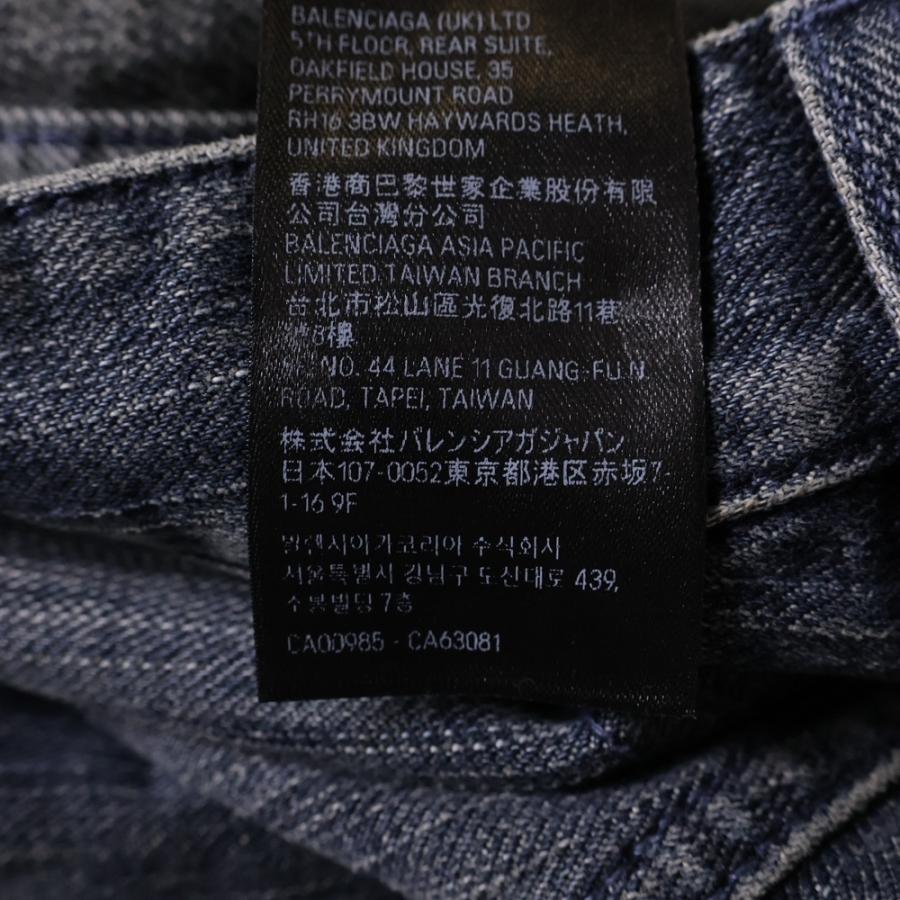 BALENCIAGA (UK) LTD
5TH FLOOR, REAR SUITE,
OAKFIELD HOUSE, 35
PERRYMOUNT ROAD
RH16 3BW HAYWARDS HEATH,
UNITED KINGDOM
香港商巴黎世家企業股份有限
公司台灣分公司
BALENCIAGA ASIA PACIFIC
LIMITED TAIWAN BRANCH
台北市松山區光復北路11巷
8樓
NO. 44 LANE 11 GUANG-FU N.
ROAD, TAPEI, TAIWAN
株式会社バレンシアガジャパン
日本107-0052東京都港区赤坂7-
1-16 9F
발렌시아가코리아 주식회사
서울특별시 강남구 도산대로 439,
빌딩 7층
CA00985 - CA63081